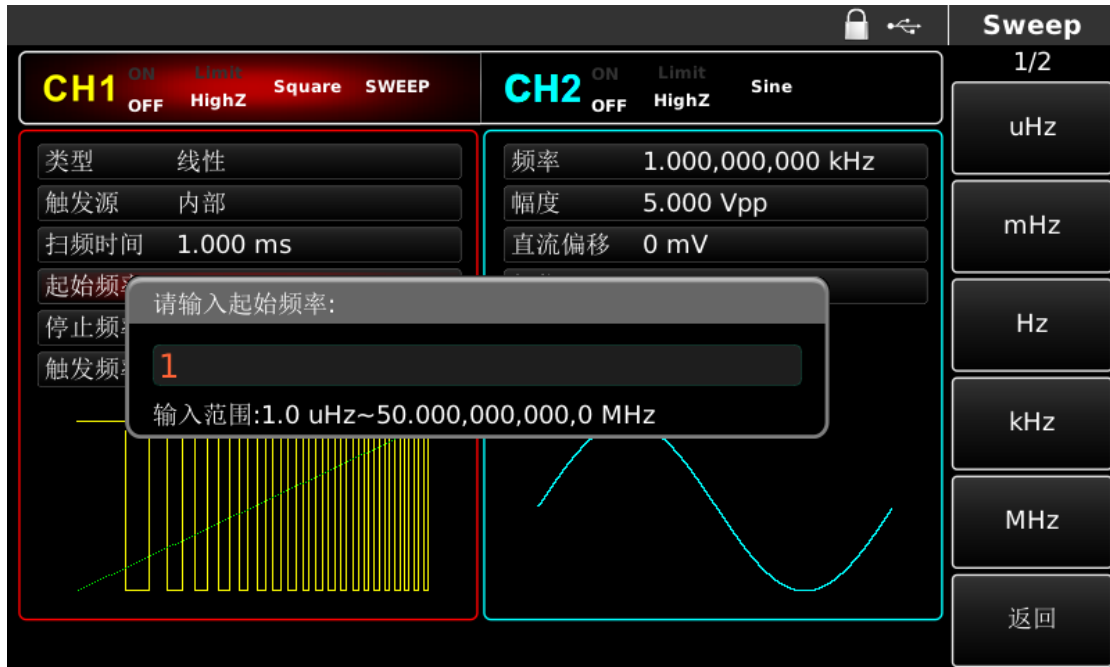 Sweep
1/2
CH1 ON OFF Limit HighZ Square SWEEP
CH2 ON OFF Limit HighZ Sine
类型 线性
触发源 内部
扫频时间 1.000 ms
起始频
停止频
触发频
频率 1.000,000,000 kHz
幅度 5.000 Vpp
直流偏移 0 mV
请输入起始频率:
1
输入范围:1.0 uHz~50.000,000,000,0 MHz
uHz
mHz
Hz
kHz
MHz
返回